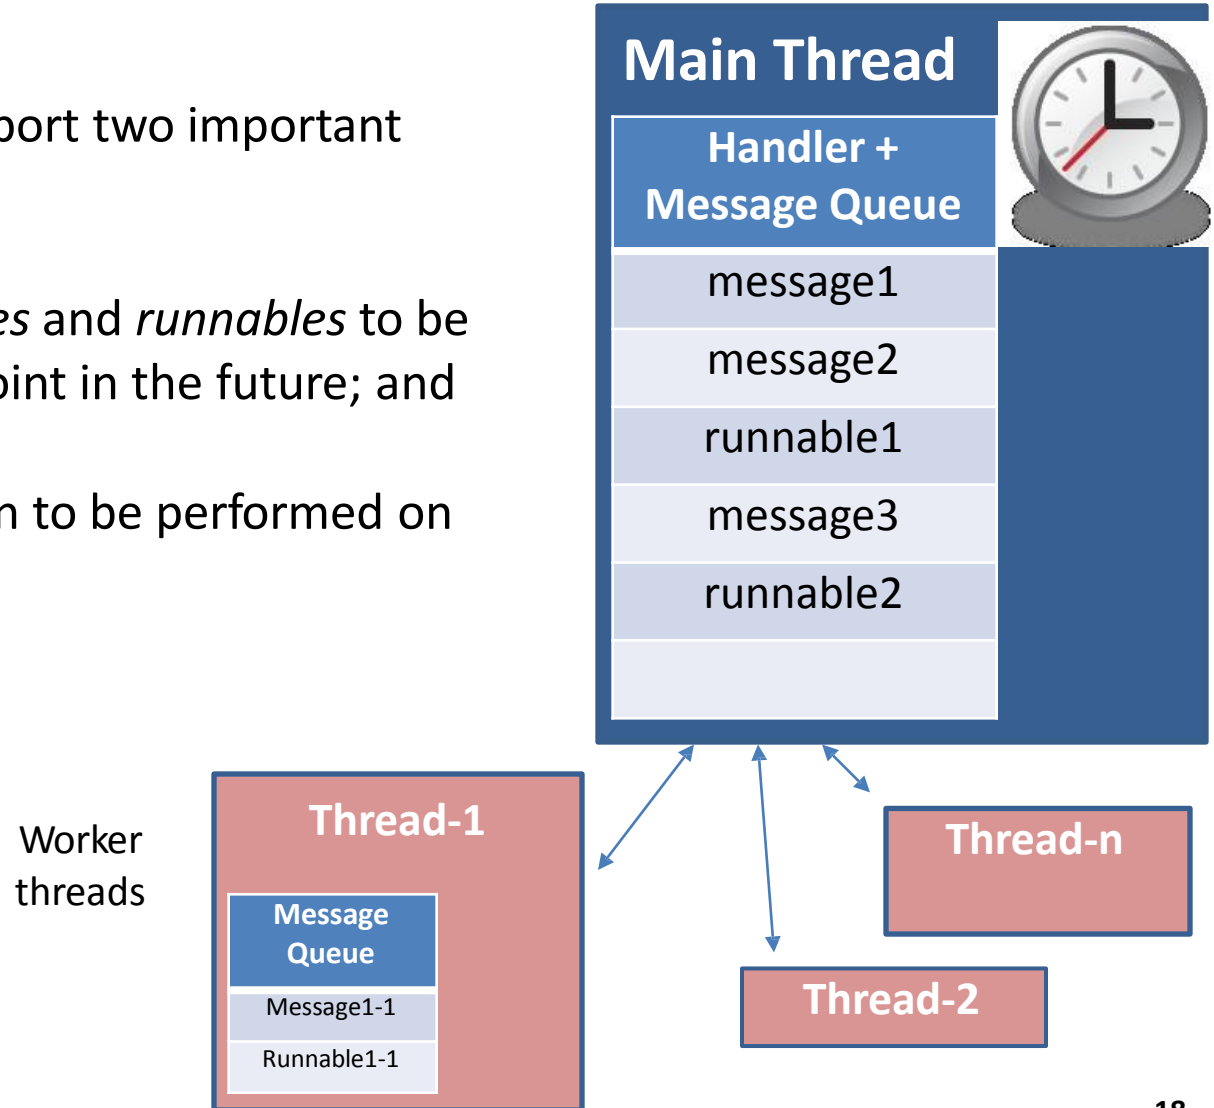 port two important
es and runnables to be
oint in the future; and
n to be performed on
Main Thread
Handler +
Message Queue
message1
message2
runnable1
message3
runnable2
Worker
threads
Thread-1
Message
Queue
Message1-1
Runnable1-1
Thread-2
Thread-n
18